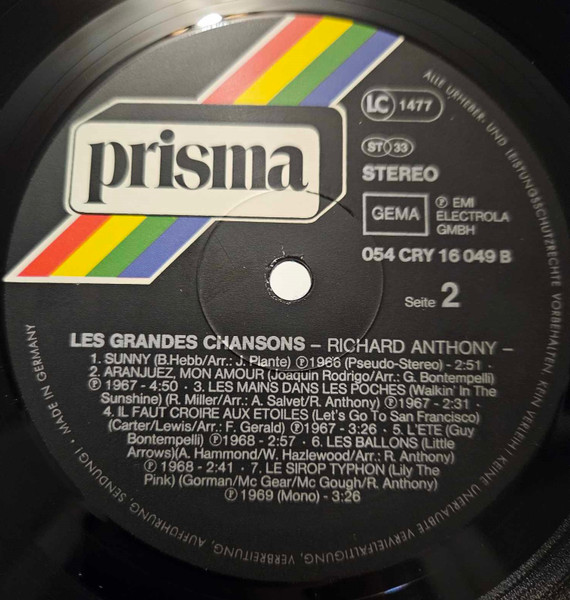 prisma
LC 1477
ST 33
STEREO
GEMA
℗ EMI
ELECTROLA
GMBH
054 CRY 16 049 B
Seite 2
LES GRANDES CHANSONS – RICHARD ANTHONY –
1. SUNNY (B.Hebb/Arr.: J. Plante) ℗ 1966 (Pseudo-Stereo) - 2:51 ·
2. ARANJUEZ, MON AMOUR (Joaquin Rodrigo/Arr.: G. Bontempelli)
℗ 1967 - 4:50 · 3. LES MAINS DANS LES POCHES (Walkin' In The
Sunshine) (R. Miller/Arr.: A. Salvet/R. Anthony) ℗ 1967 - 2:31 ·
4. IL FAUT CROIRE AUX ETOILES (Let's Go To San Francisco)
(Carter/Lewis/Arr.: F. Gerald) ℗ 1967 - 3:26 · 5. L'ETE (Guy
Bontempelli) ℗ 1968 - 2:57 · 6. LES BALLONS (Little
Arrows)(A. Hammond/W. Hazlewood/Arr.: R. Anthony)
℗ 1968 - 2:41 · 7. LE SIROP TYPHON (Lily The
Pink) (Gorman/Mc Gear/Mc Gough/R. Anthony)
℗ 1969 (Mono) - 3:26
ALLE URHEBER- UND LEISTUNGSSCHUTZRECHTE VORBEHALTEN. KEIN VERLEIH! KEINE UNERLAUBTE VERVIELFÄLTIGUNG, VERBREITUNG, AUFFÜHRUNG, SENDUNG! · MADE IN GERMANY